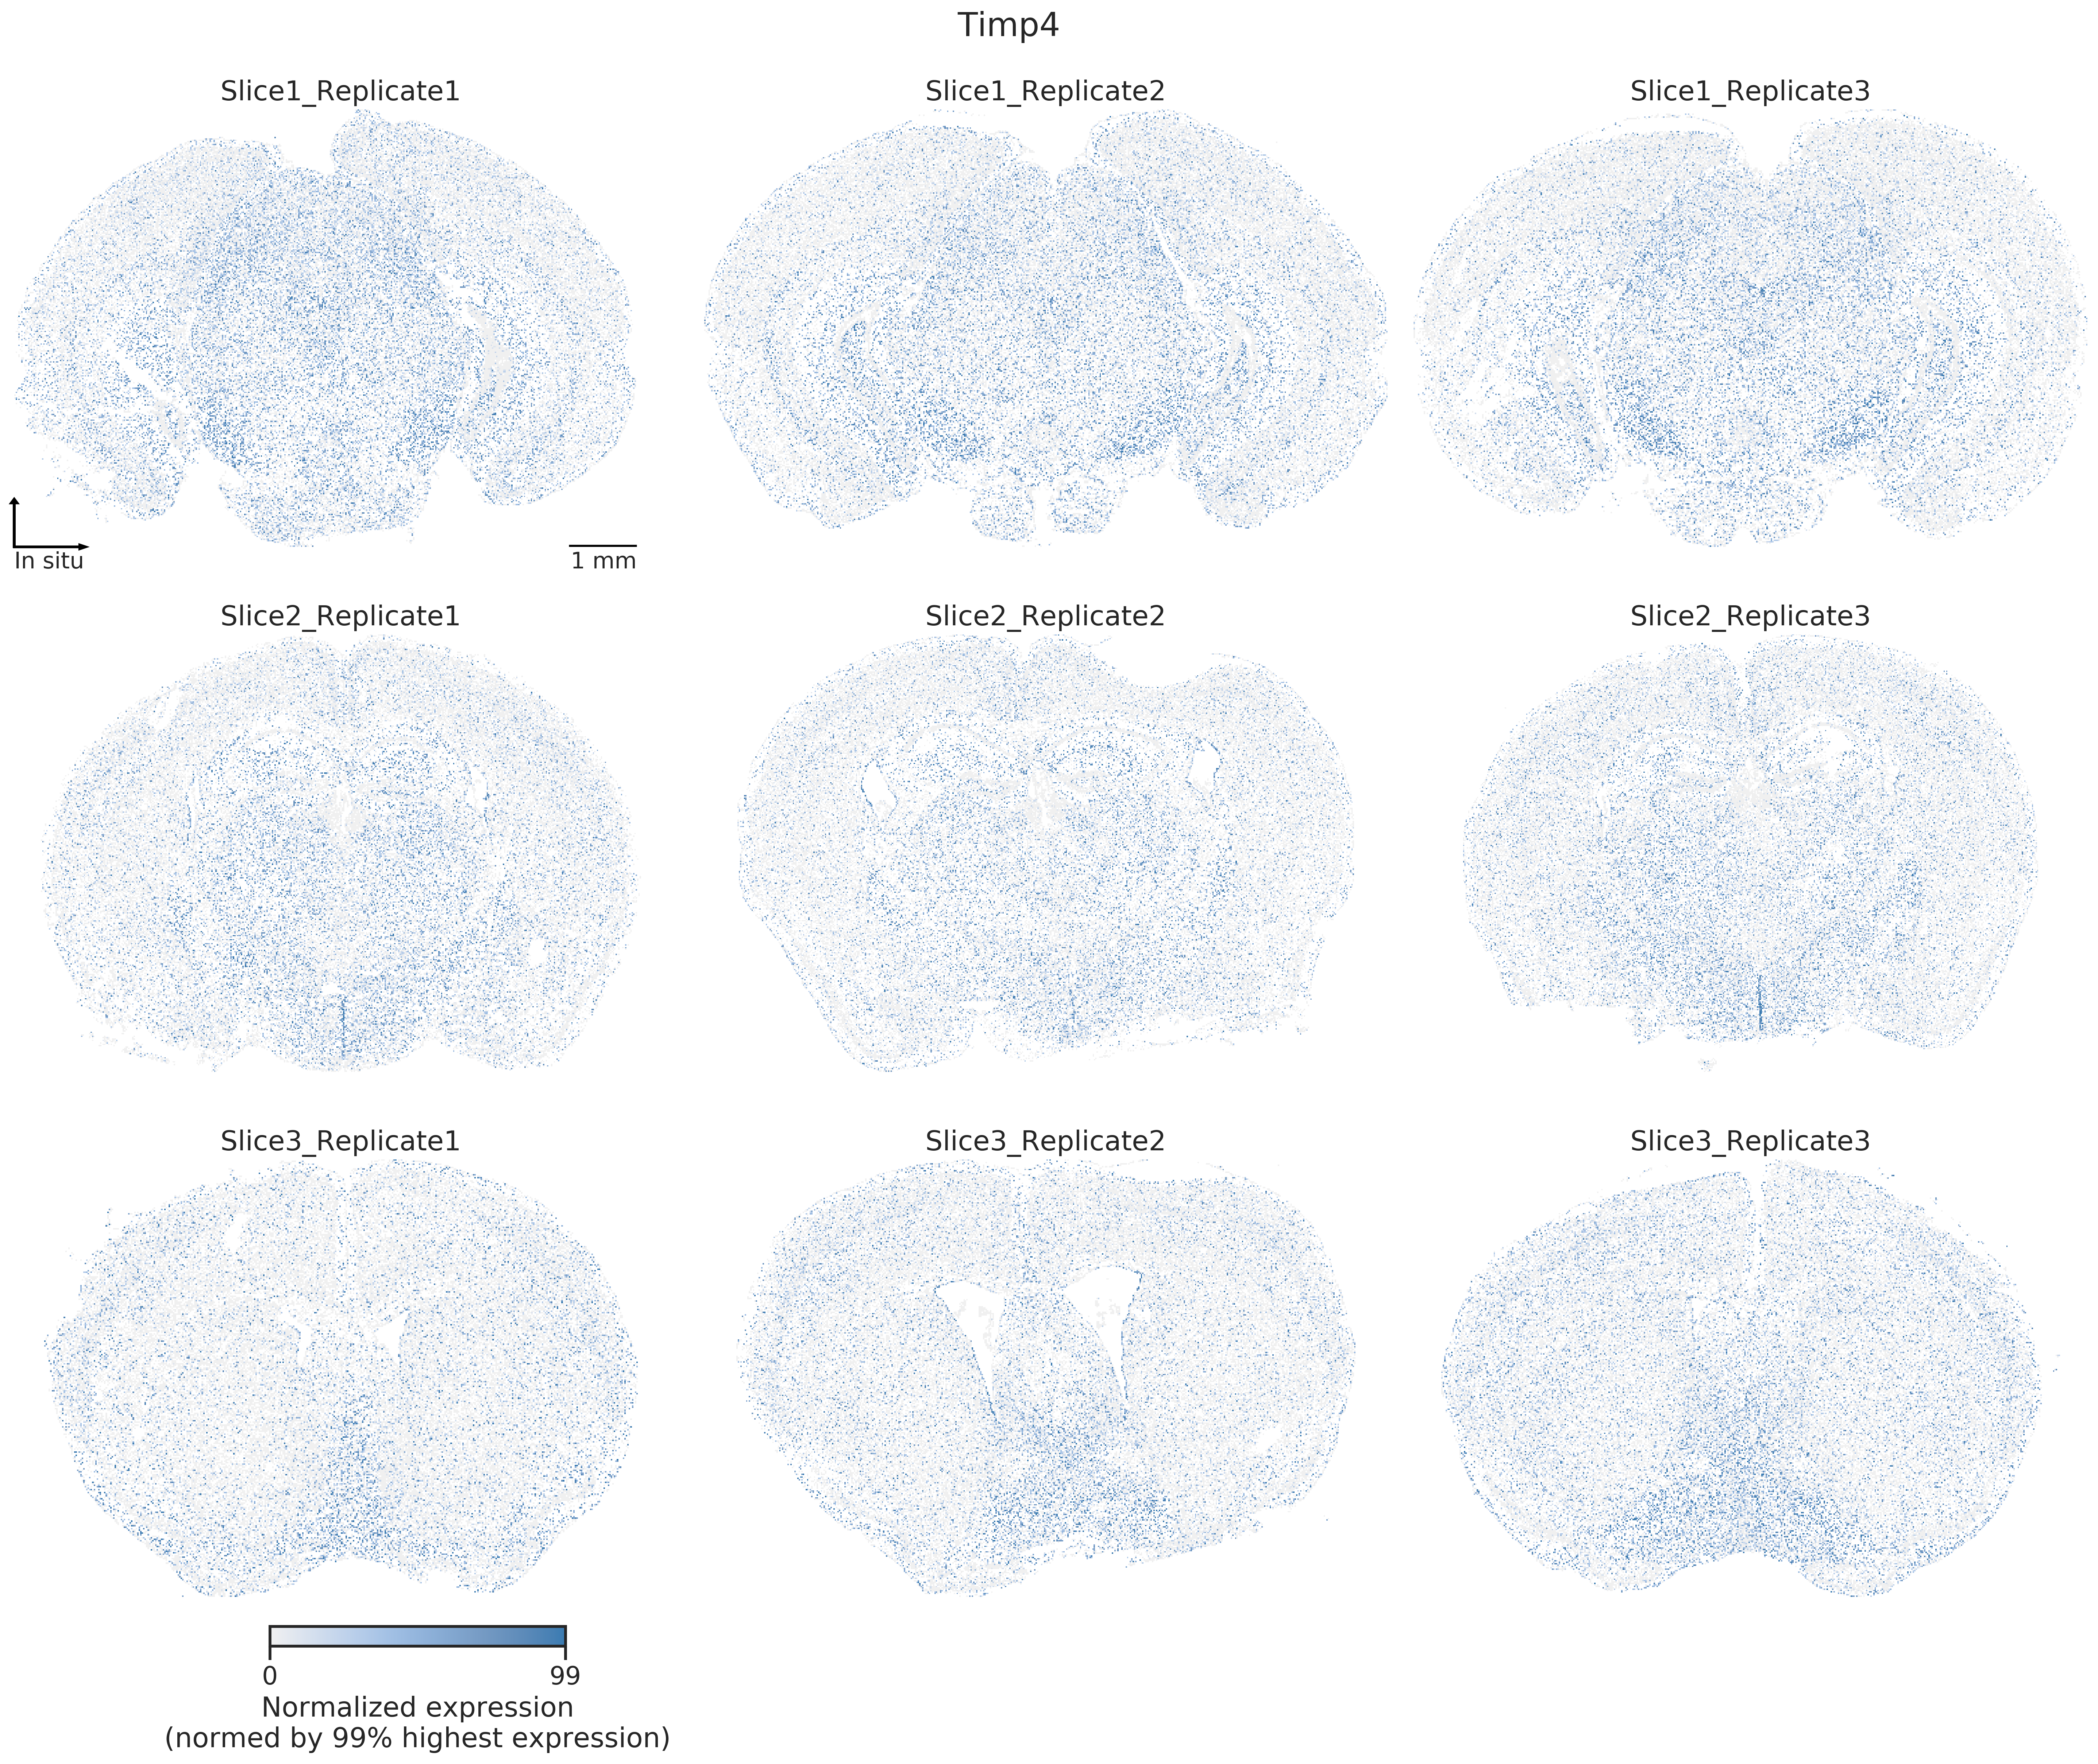 Timp4
Slice1_Replicate1
Slice1_Replicate2
Slice1_Replicate3
In situ
1 mm
Slice2_Replicate1
Slice2_Replicate2
Slice2_Replicate3
Slice3_Replicate1
Slice3_Replicate2
Slice3_Replicate3
0
99
Normalized expression
(normed by 99% highest expression)